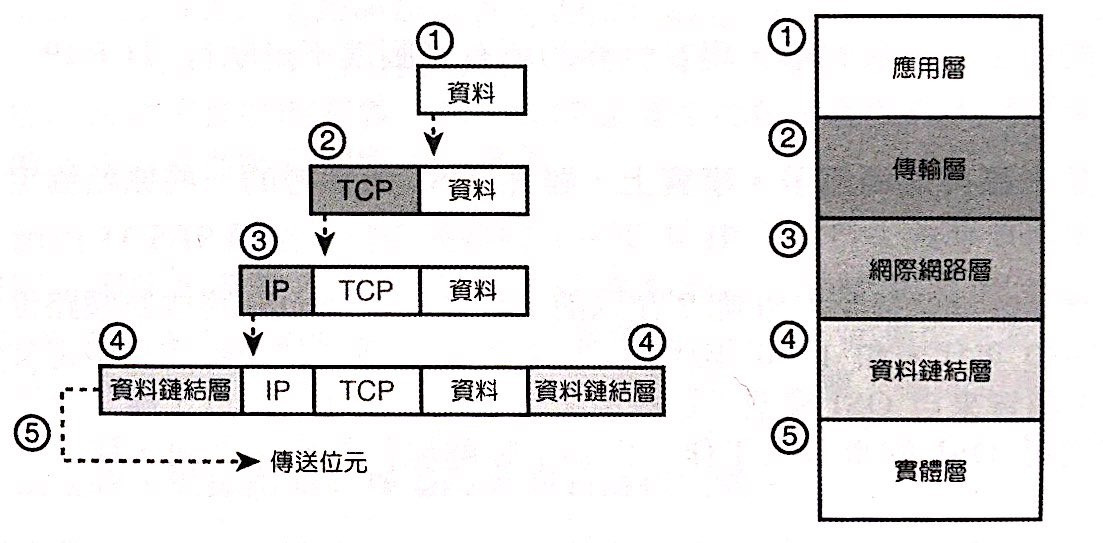 ①
資料
②
TCP 資料
③
IP TCP 資料
④ ④
資料鏈結層 IP TCP 資料 資料鏈結層
⑤
傳送位元
① 應用層
② 傳輸層
③ 網際網路層
④ 資料鏈結層
⑤ 實體層